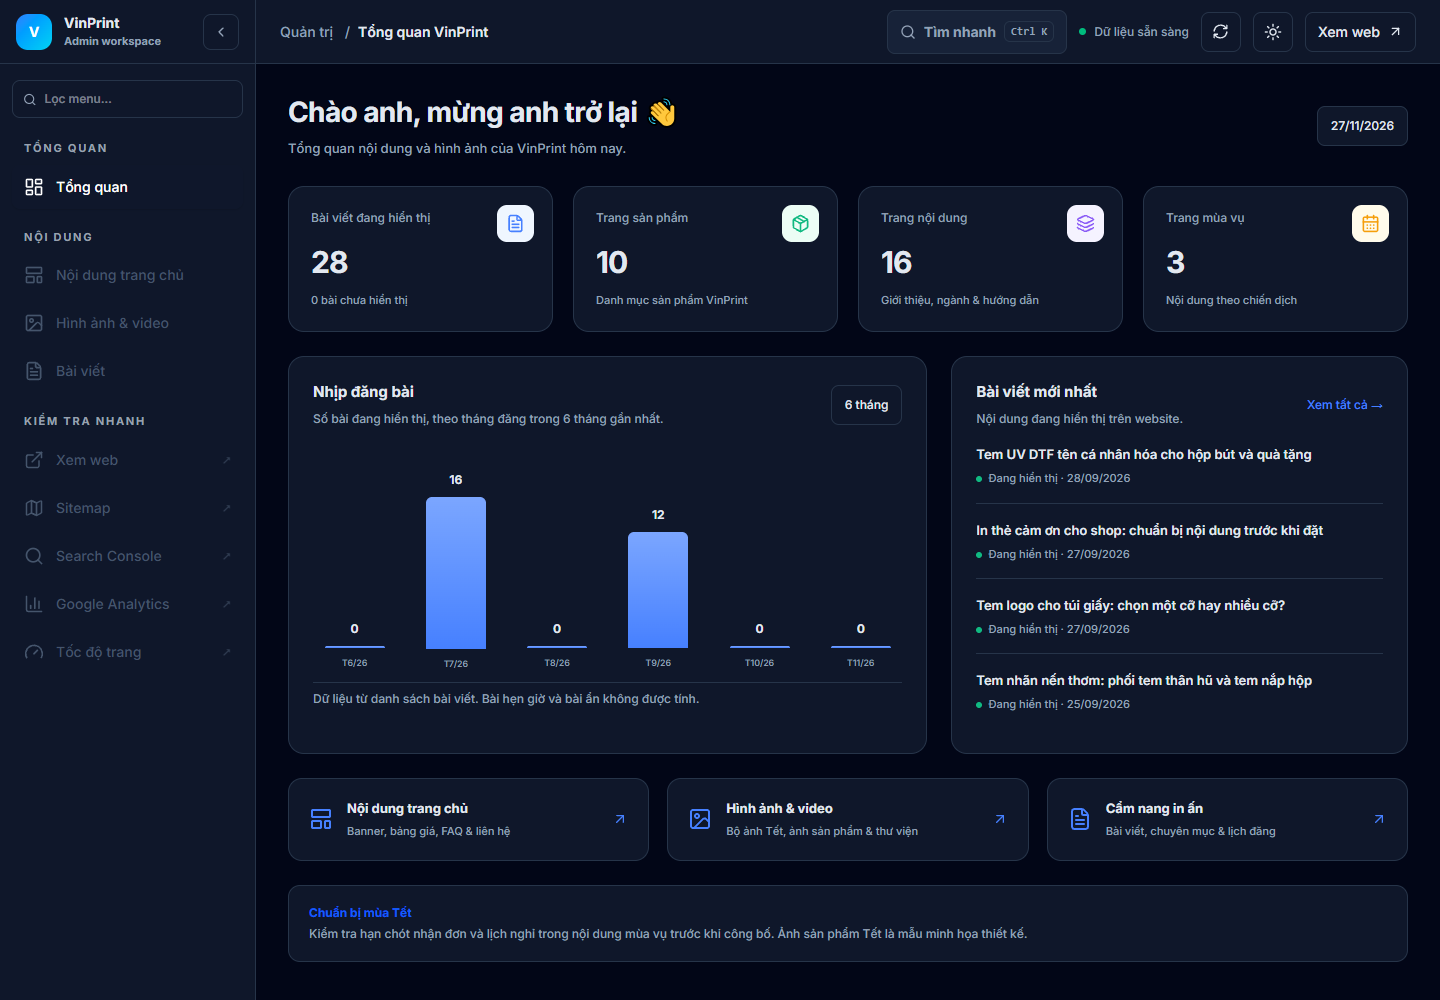 V
VinPrint
Admin workspace
Quản trị / Tổng quan VinPrint
Tìm nhanh Ctrl K
Dữ liệu sẵn sàng
Xem web
Lọc menu...
TỔNG QUAN
Tổng quan
NỘI DUNG
Nội dung trang chủ
Hình ảnh & video
Bài viết
KIỂM TRA NHANH
Xem web
Sitemap
Search Console
Google Analytics
Tốc độ trang
Chào anh, mừng anh trở lại 👋
Tổng quan nội dung và hình ảnh của VinPrint hôm nay.
27/11/2026
Bài viết đang hiển thị
28
0 bài chưa hiển thị
Trang sản phẩm
10
Danh mục sản phẩm VinPrint
Trang nội dung
16
Giới thiệu, ngành & hướng dẫn
Trang mùa vụ
3
Nội dung theo chiến dịch
Nhịp đăng bài
Số bài đang hiển thị, theo tháng đăng trong 6 tháng gần nhất.
6 tháng
0 16 0 12 0 0
T6/26 T7/26 T8/26 T9/26 T10/26 T11/26
Dữ liệu từ danh sách bài viết. Bài hẹn giờ và bài ẩn không được tính.
Bài viết mới nhất
Nội dung đang hiển thị trên website.
Xem tất cả →
Tem UV DTF tên cá nhân hóa cho hộp bút và quà tặng
Đang hiển thị · 28/09/2026
In thẻ cảm ơn cho shop: chuẩn bị nội dung trước khi đặt
Đang hiển thị · 27/09/2026
Tem logo cho túi giấy: chọn một cỡ hay nhiều cỡ?
Đang hiển thị · 27/09/2026
Tem nhãn nến thơm: phối tem thân hũ và tem nắp hộp
Đang hiển thị · 25/09/2026
Nội dung trang chủ
Banner, bảng giá, FAQ & liên hệ
Hình ảnh & video
Bộ ảnh Tết, ảnh sản phẩm & thư viện
Cẩm nang in ấn
Bài viết, chuyên mục & lịch đăng
Chuẩn bị mùa Tết
Kiểm tra hạn chót nhận đơn và lịch nghỉ trong nội dung mùa vụ trước khi công bố. Ảnh sản phẩm Tết là mẫu minh họa thiết kế.